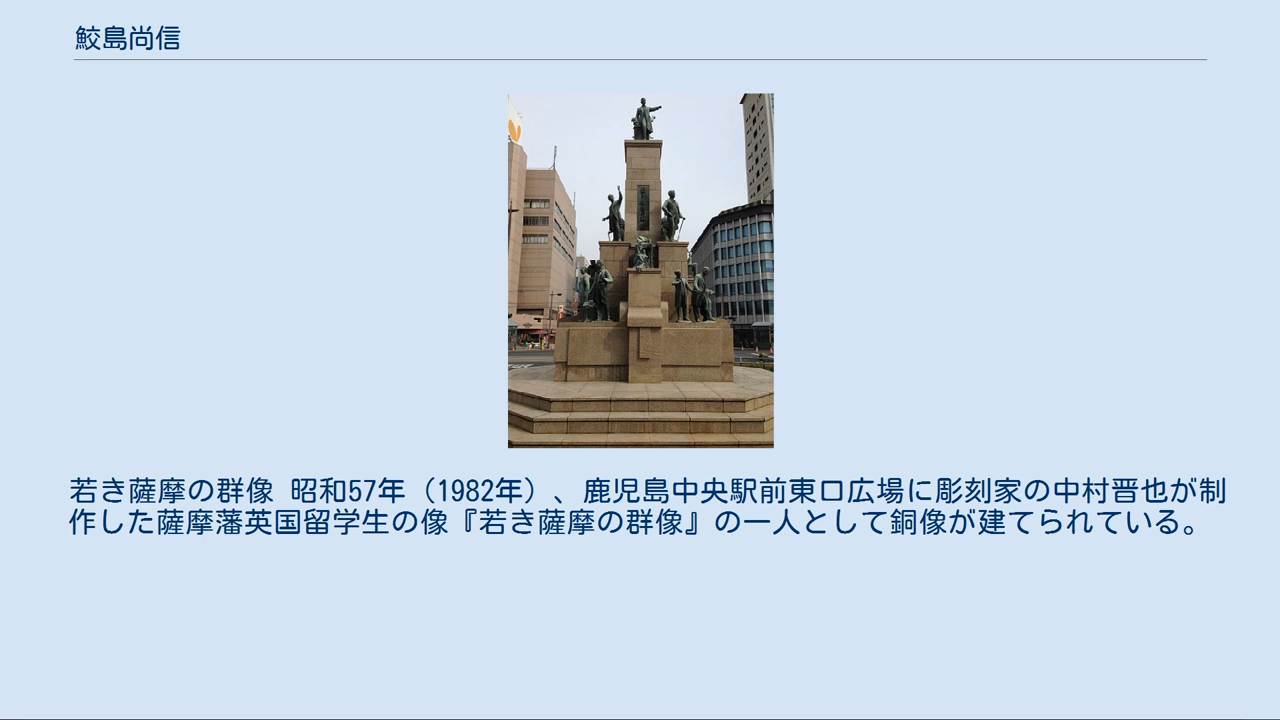 鮫島尚信
若き薩摩の群像 昭和57年（1982年）、鹿児島中央駅前東口広場に彫刻家の中村晋也が制
作した薩摩藩英国留学生の像『若き薩摩の群像』の一人として銅像が建てられている。